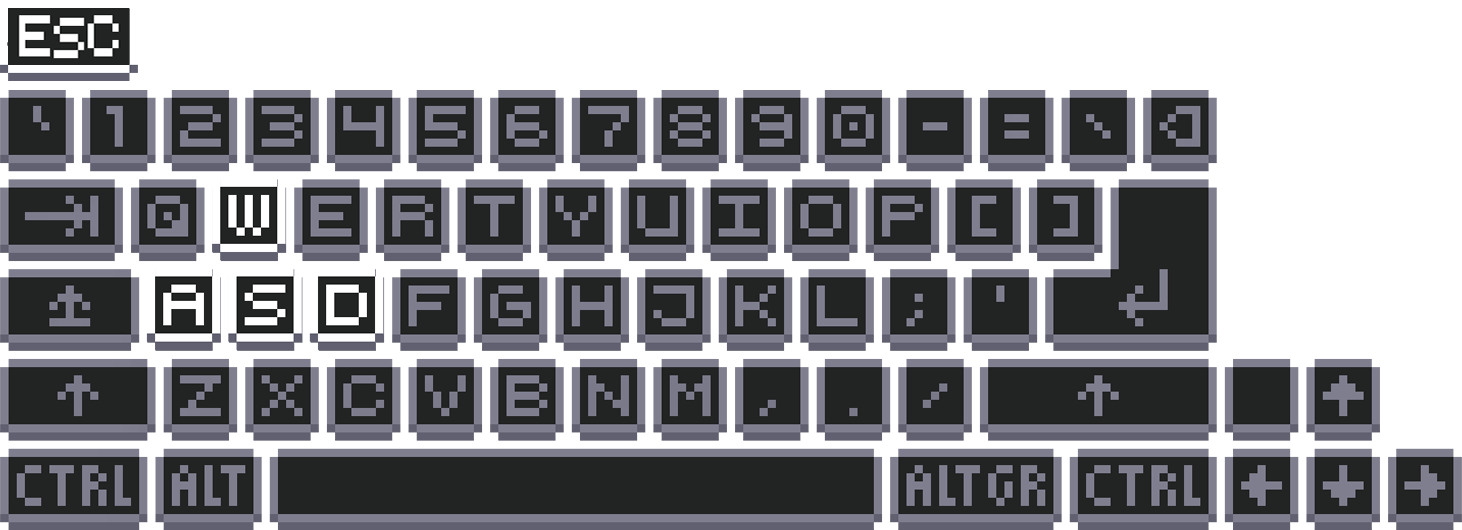 ESC
` 1 2 3 4 5 6 7 8 9 0 - = \
Q W E R T Y U I O P [ ]
A S D F G H J K L ; '
Z X C V B N M , . /
CTRL ALT ALTGR CTRL